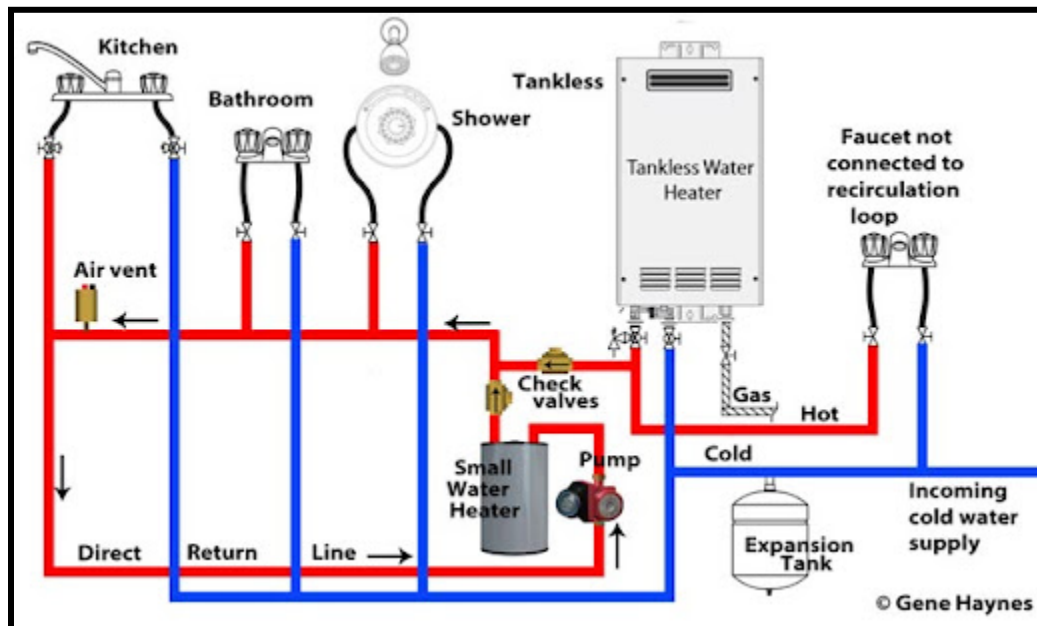 Kitchen
Bathroom
Shower
Tankless
Tankless Water
Heater
Faucet not
connected to
recirculation
loop
Air vent
Check
valves
Gas
Hot
Cold
Small
Water
Heater
Pump
Incoming
cold water
supply
Expansion
Tank
Direct Return Line
© Gene Haynes